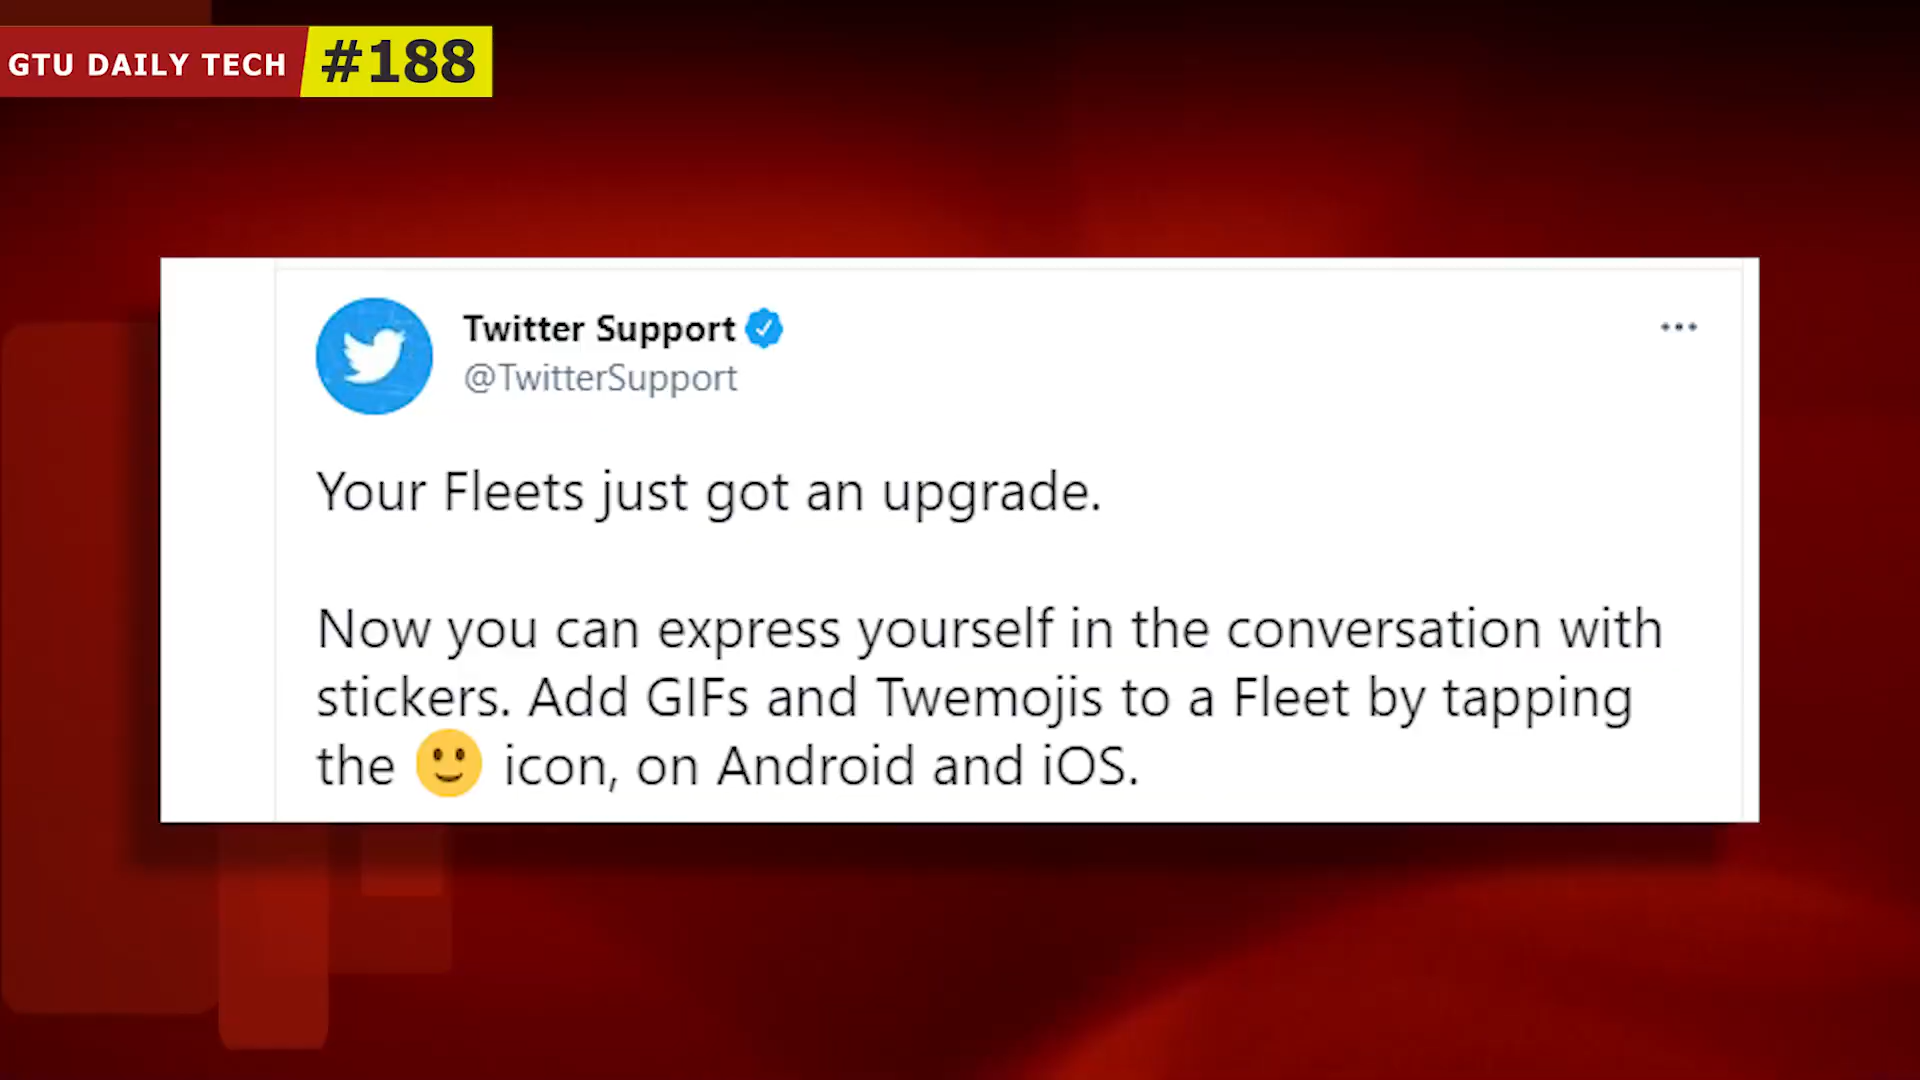 GTU DAILY TECH #188
Twitter Support
@TwitterSupport
Your Fleets just got an upgrade.
Now you can express yourself in the conversation with
stickers. Add GIFs and Twemojis to a Fleet by tapping
the 🙂 icon, on Android and iOS.